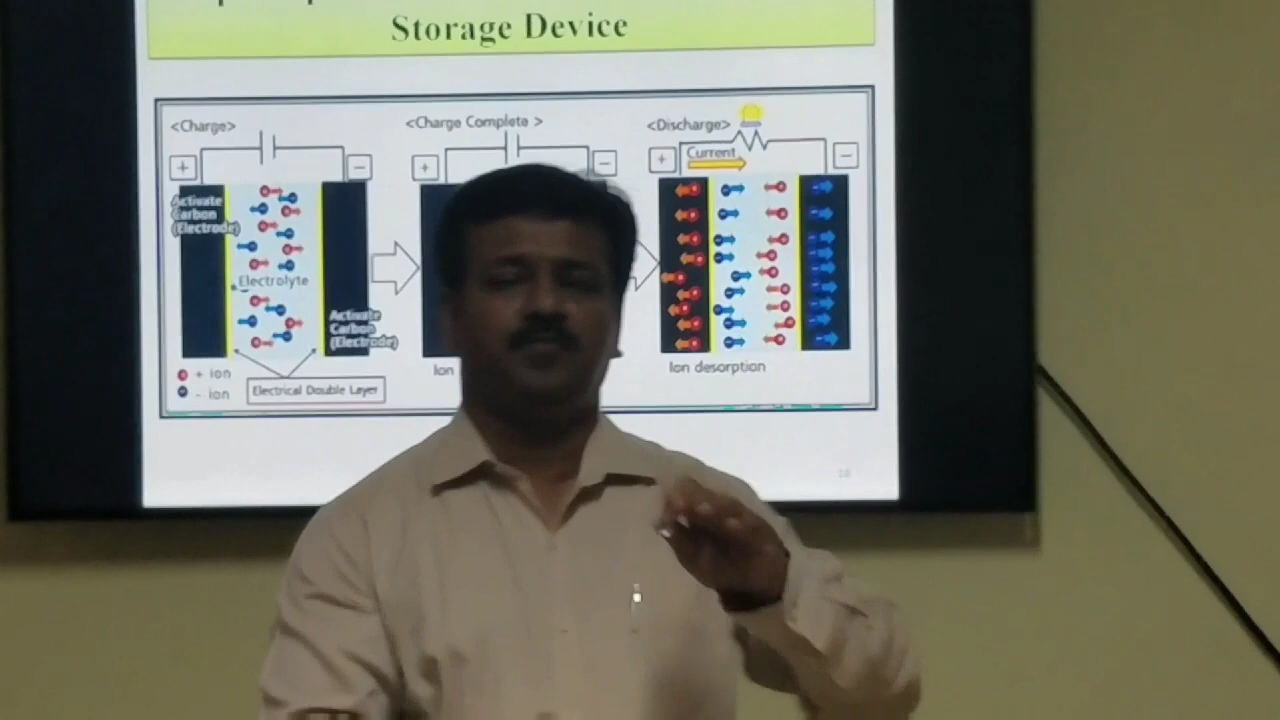 Storage Device
<Charge>
<Charge Complete >
<Discharge>
+
−
+
−
+
−
Current
Activate
Carbon
(Electrode)
Electrolyte
Activate
Carbon
(Electrode)
+ ion
- ion
Electrical Double Layer
Ion
Ion desorption